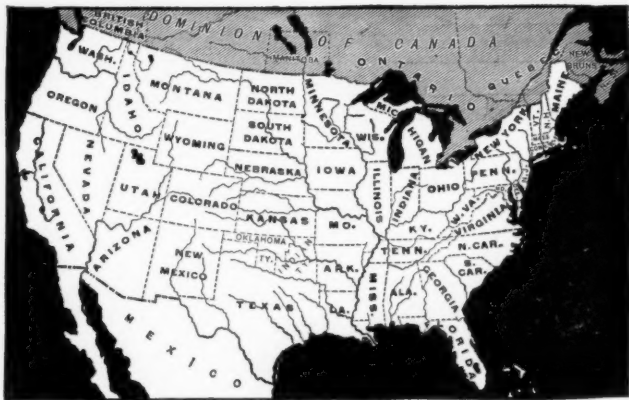 DOMINION OF CANADA
BRITISH
COLUMBIA
MANITOBA
ONTARIO
QUEBEC
NEW
BRUNS.
WASH.
OREGON
IDAHO
MONTANA
NORTH
DAKOTA
SOUTH
DAKOTA
MINNESOTA
WIS.
MICHIGAN
NEW YORK
VT.
MAINE
WYOMING
NEBRASKA
IOWA
ILLINOIS
INDIANA
OHIO
PENN.
CALIFORNIA
NEVADA
UTAH
COLORADO
KANSAS
MO.
KY.
W. VA.
VIRGINIA
ARIZONA
NEW
MEXICO
OKLAHOMA
TY.
ARK.
TENN.
N. CAR.
S.
CAR.
TEXAS
LA.
MISS.
ALA.
GEORGIA
FLORIDA
MEXICO